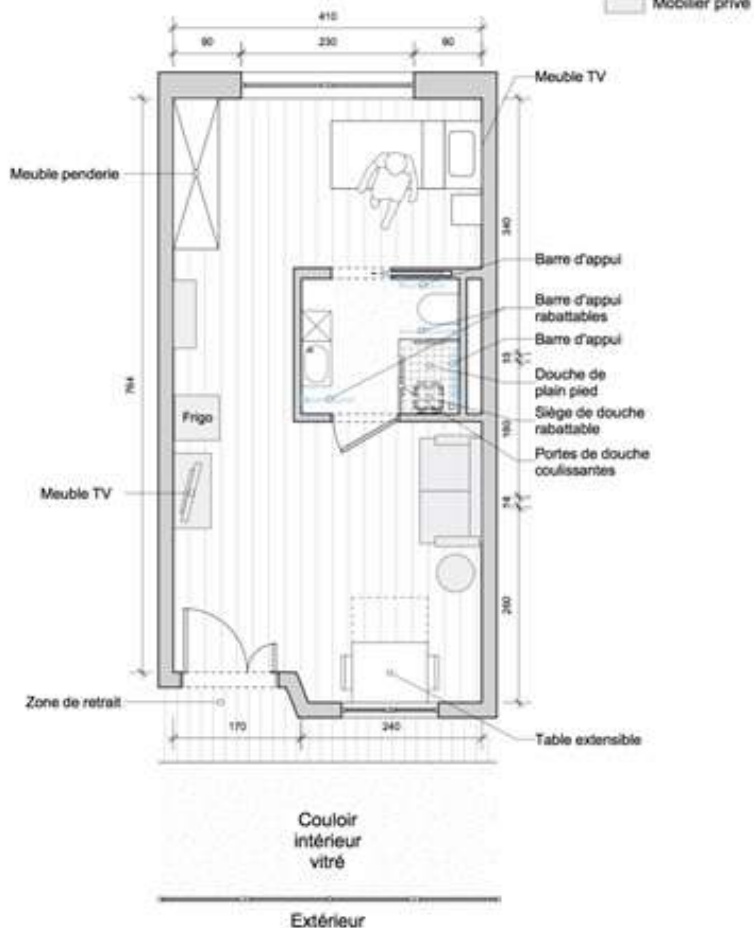 Mobilier privé
410
90
230
90
Meuble TV
Meuble penderie
340
Barre d'appui
Barre d'appui
rabattables
Barre d'appui
Douche de
plain pied
Siège de douche
rabattable
Portes de douche
coulissantes
764
Frigo
Meuble TV
180
260
Zone de retrait
170
240
Table extensible
Couloir
intérieur
vitré
Extérieur